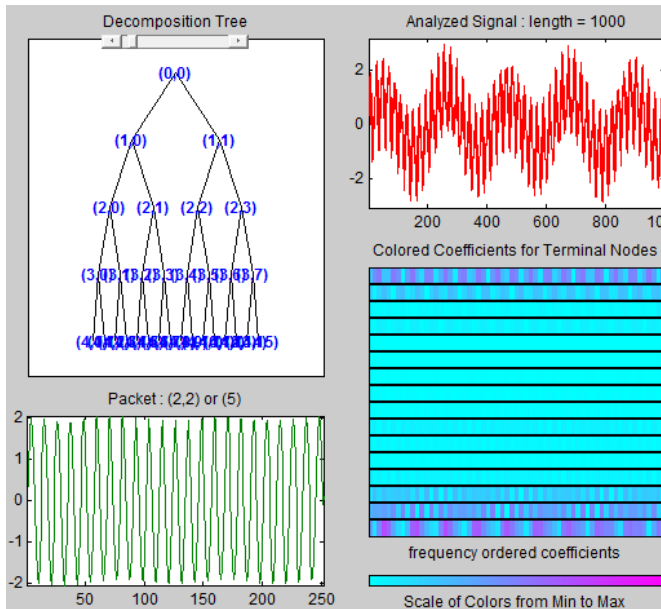 Decomposition Tree
(0,0)
(1,0) (1,1)
(2,0) (2,1) (2,2) (2,3)
Analyzed Signal : length = 1000
2
0
-2
200 400 600 800
Colored Coefficients for Terminal Nodes
Packet : (2,2) or (5)
2
1
0
-1
-2
50 100 150 200 250
frequency ordered coefficients
Scale of Colors from Min to Max